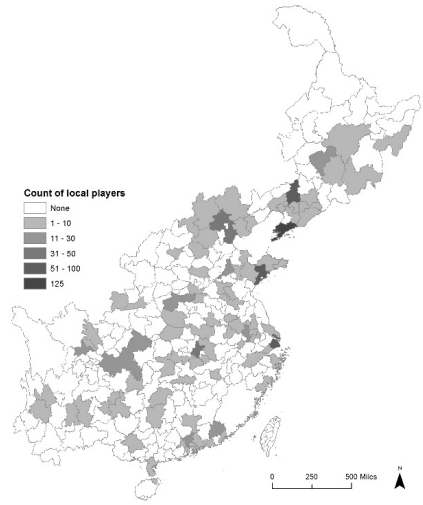 Count of local players
None
1 - 10
11 - 30
31 - 50
51 - 100
125
N
0 250 500 Miles